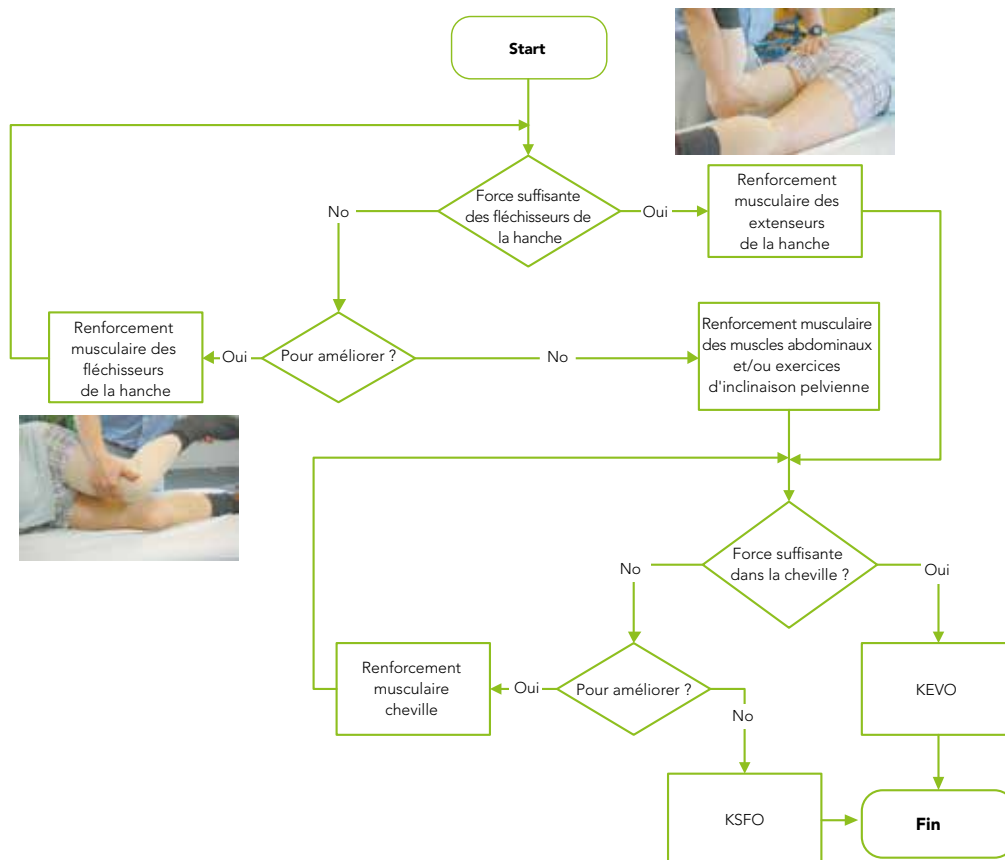 Start
Force suffisante
des fléchisseurs de
la hanche
No
Oui
Renforcement
musculaire des
extenseurs
de la hanche
Renforcement
musculaire des
fléchisseurs
de la hanche
Oui
Pour améliorer ?
No
Renforcement musculaire
des muscles abdominaux
et/ou exercices
d'inclinaison pelvienne
Force suffisante
dans la cheville ?
No
Oui
Renforcement
musculaire
cheville
Oui
Pour améliorer ?
No
KEVO
KSFO
Fin